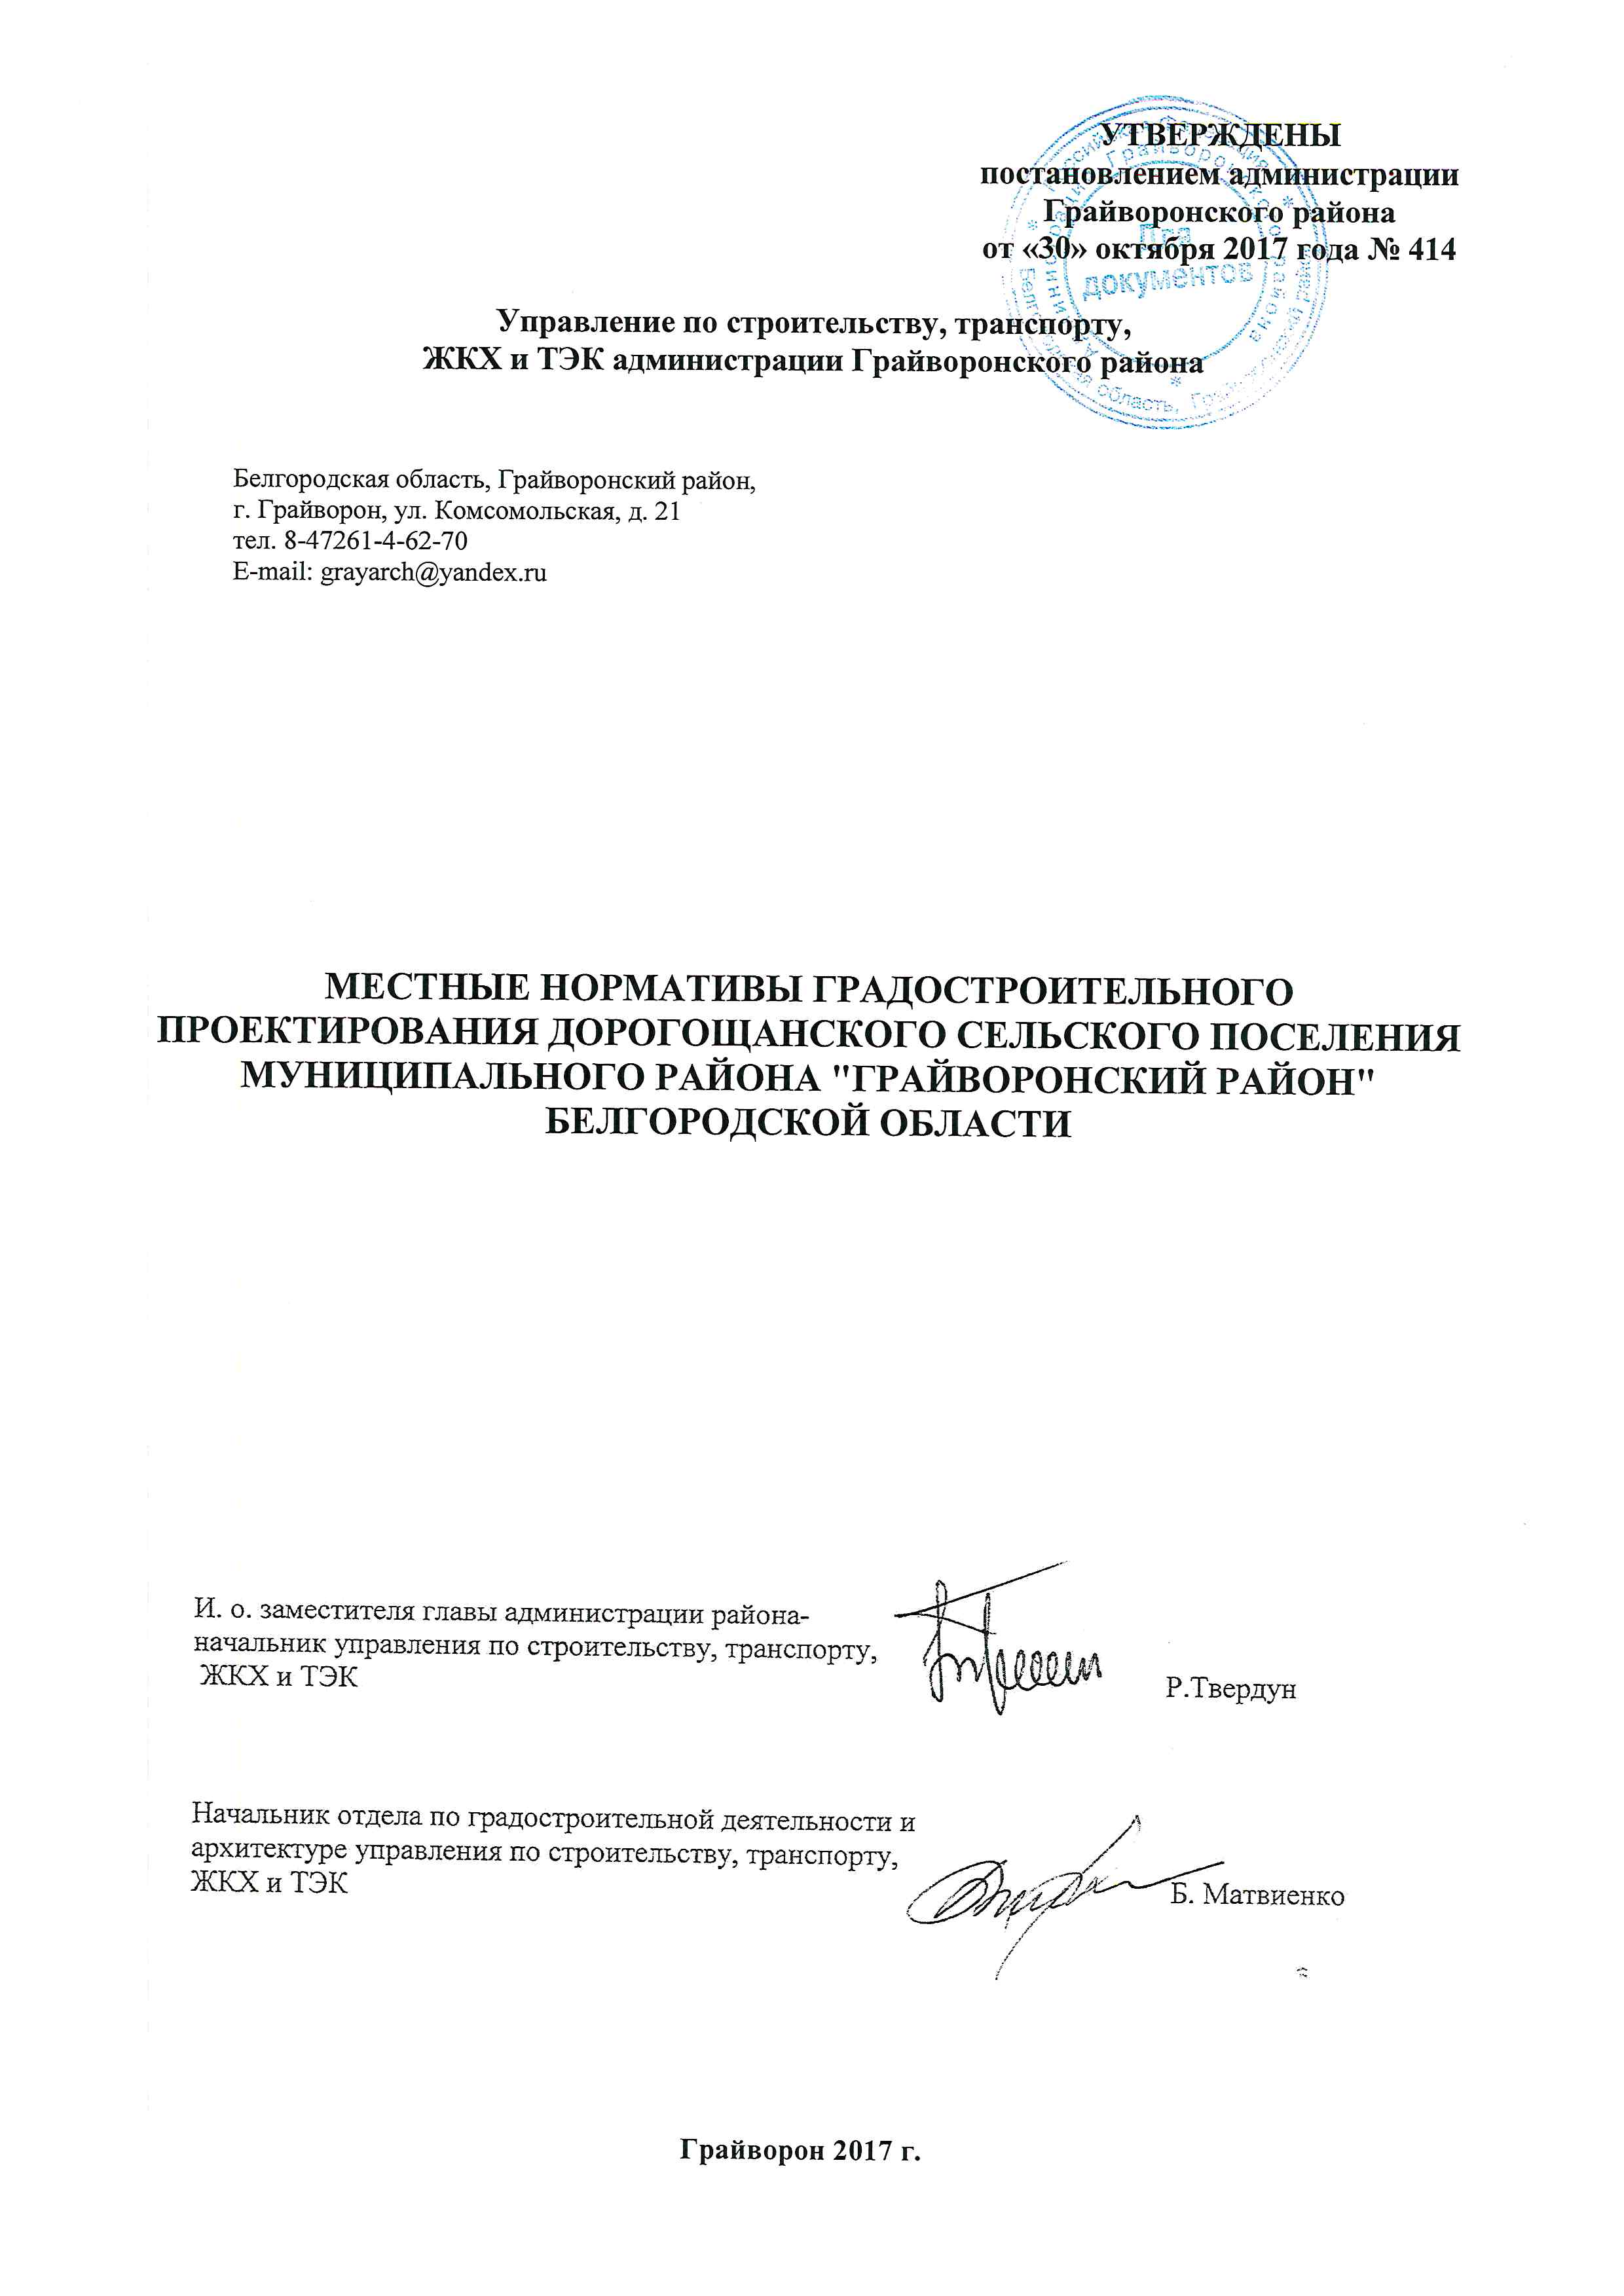 УТВЕРЖДЕНЫ
постановлением администрации
Грайворонского района
от «30» октября 2017 года № 414
Для
документов
Управление по строительству, транспорту,
ЖКХ и ТЭК администрации Грайворонского района
Белгородская область, Грайворонский район,
г. Грайворон, ул. Комсомольская, д. 21
тел. 8-47261-4-62-70
E-mail: grayarch@yandex.ru
МЕСТНЫЕ НОРМАТИВЫ ГРАДОСТРОИТЕЛЬНОГО
ПРОЕКТИРОВАНИЯ ДОРОГОЩАНСКОГО СЕЛЬСКОГО ПОСЕЛЕНИЯ
МУНИЦИПАЛЬНОГО РАЙОНА "ГРАЙВОРОНСКИЙ РАЙОН"
БЕЛГОРОДСКОЙ ОБЛАСТИ
И. о. заместителя главы администрации района-
начальник управления по строительству, транспорту,
ЖКХ и ТЭК
Р.Твердун
Начальник отдела по градостроительной деятельности и
архитектуре управления по строительству, транспорту,
ЖКХ и ТЭК
Б. Матвиенко
Грайворон 2017 г.